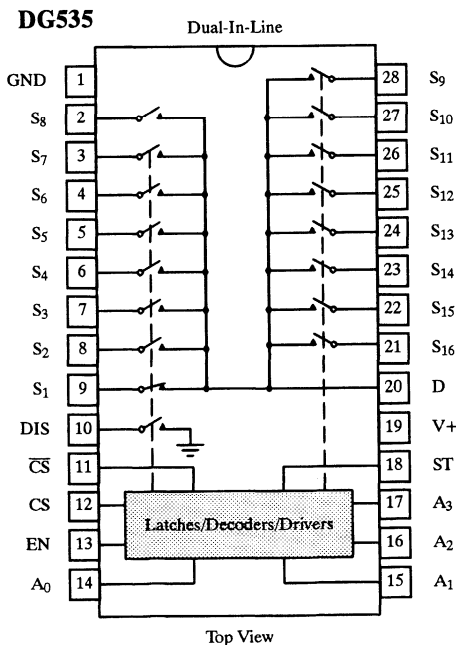 DG535
Dual-In-Line
GND 1 28 S₉
S₈ 2 27 S₁₀
S₇ 3 26 S₁₁
S₆ 4 25 S₁₂
S₅ 5 24 S₁₃
S₄ 6 23 S₁₄
S₃ 7 22 S₁₅
S₂ 8 21 S₁₆
S₁ 9 20 D
DIS 10 19 V+
C̅S̅ 11 18 ST
CS 12 17 A₃
EN 13 16 A₂
A₀ 14 15 A₁
Latches/Decoders/Drivers
Top View